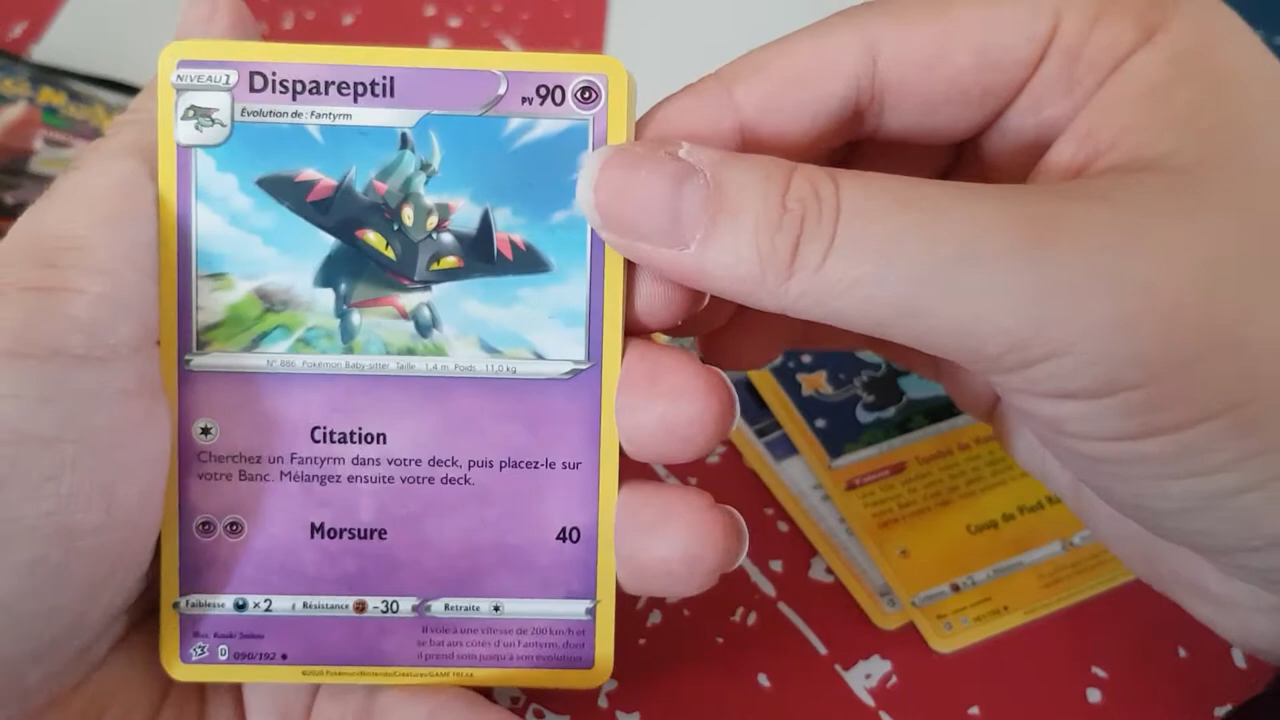 NIVEAU 1
Dispareptil
PV 90
Évolution de : Fantyrm
N° 886 Pokémon Baby-sitter Taille : 1,4 m Poids : 11,0 kg
Citation
Cherchez un Fantyrm dans votre deck, puis placez-le sur
votre Banc. Mélangez ensuite votre deck.
Morsure 40
Faiblesse ×2 Résistance -30 Retraite
Illus.
Il vole à une vitesse de 200 km/h et
se bat aux côtés d'un Fantyrm, dont
il prend soin jusqu'à son évolution.
D 090/192
©2020 Pokémon/Nintendo/Creatures/GAME FREAK
Coup de Pied
×2